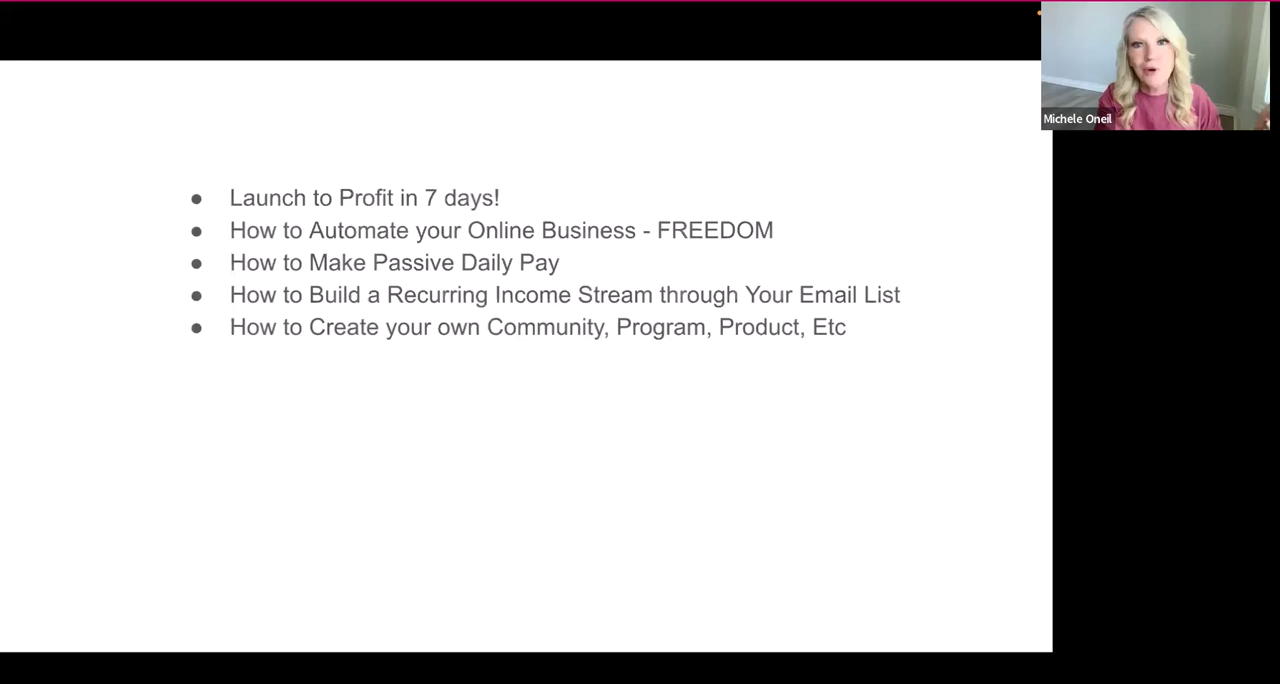 Michele Oneil
● Launch to Profit in 7 days!
● How to Automate your Online Business - FREEDOM
● How to Make Passive Daily Pay
● How to Build a Recurring Income Stream through Your Email List
● How to Create your own Community, Program, Product, Etc